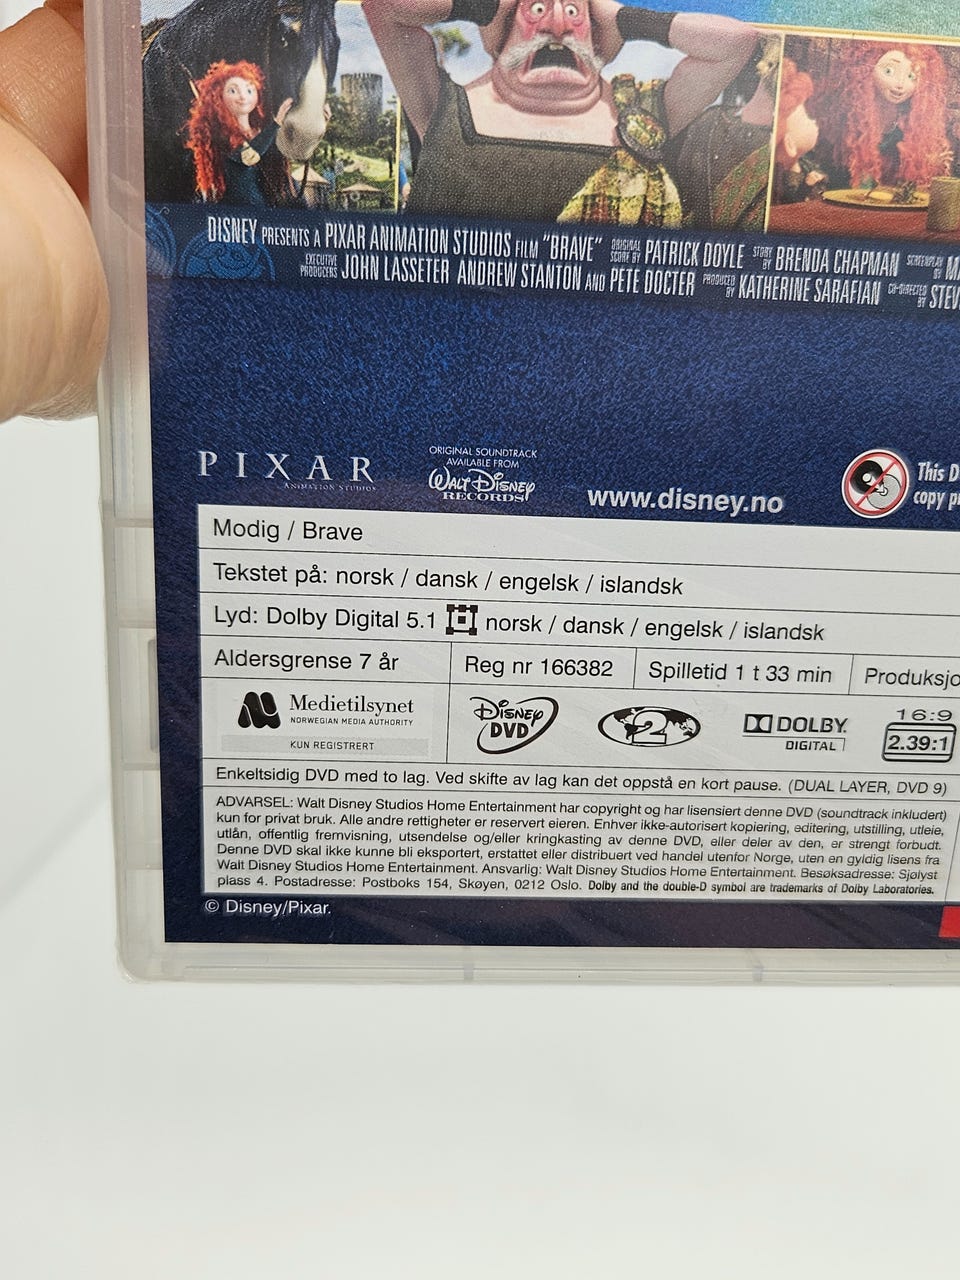 DISNEY PRESENTS A PIXAR ANIMATION STUDIOS FILM "BRAVE" ORIGINAL SCORE BY PATRICK DOYLE STORY BY BRENDA CHAPMAN SCREENPLAY BY
EXECUTIVE PRODUCERS JOHN LASSETER ANDREW STANTON AND PETE DOCTER PRODUCED BY KATHERINE SARAFIAN CO-DIRECTED BY STEV
PIXAR
ANIMATION STUDIOS
ORIGINAL SOUNDTRACK
AVAILABLE FROM
WALT DISNEY
RECORDS
www.disney.no
This D
copy p
Modig / Brave
Tekstet på: norsk / dansk / engelsk / islandsk
Lyd: Dolby Digital 5.1 norsk / dansk / engelsk / islandsk
Aldersgrense 7 år
Reg nr 166382
Spilletid 1 t 33 min
Produksjo
Medietilsynet
NORWEGIAN MEDIA AUTHORITY
KUN REGISTRERT
DISNEY
DVD
2
DOLBY
DIGITAL
16:9
2.39:1
Enkeltsidig DVD med to lag. Ved skifte av lag kan det oppstå en kort pause. (DUAL LAYER, DVD 9)
ADVARSEL: Walt Disney Studios Home Entertainment har copyright og har lisensiert denne DVD (soundtrack inkludert)
kun for privat bruk. Alle andre rettigheter er reservert eieren. Enhver ikke-autorisert kopiering, editering, utstilling, utleie,
utlån, offentlig fremvisning, utsendelse og/eller kringkasting av denne DVD, eller deler av den, er strengt forbudt.
Denne DVD skal ikke kunne bli eksportert, erstattet eller distribuert ved handel utenfor Norge, uten en gyldig lisens fra
Walt Disney Studios Home Entertainment. Ansvarlig: Walt Disney Studios Home Entertainment. Besøksadresse: Sjølyst
plass 4. Postadresse: Postboks 154, Skøyen, 0212 Oslo. Dolby and the double-D symbol are trademarks of Dolby Laboratories.
© Disney/Pixar.